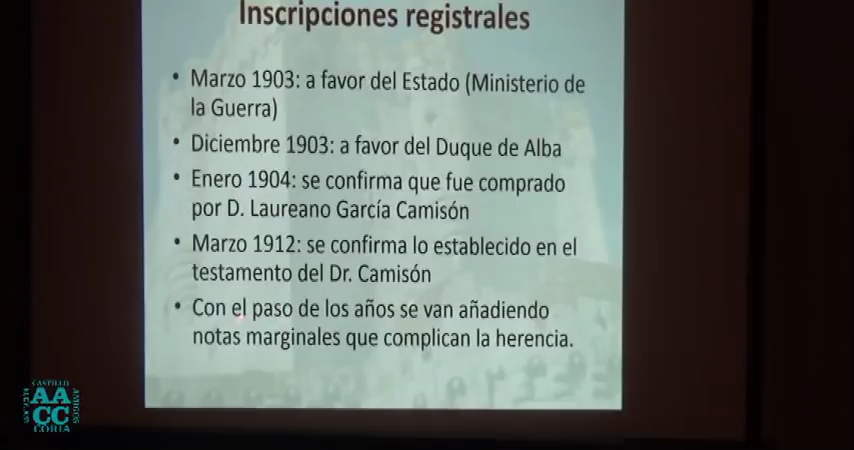 Inscripciones registrales
• Marzo 1903: a favor del Estado (Ministerio de
la Guerra)
• Diciembre 1903: a favor del Duque de Alba
• Enero 1904: se confirma que fue comprado
por D. Laureano García Camisón
• Marzo 1912: se confirma lo establecido en el
testamento del Dr. Camisón
• Con el paso de los años se van añadiendo
notas marginales que complican la herencia.
CASTILLO
AA
CC
CORIA
AMIGOS